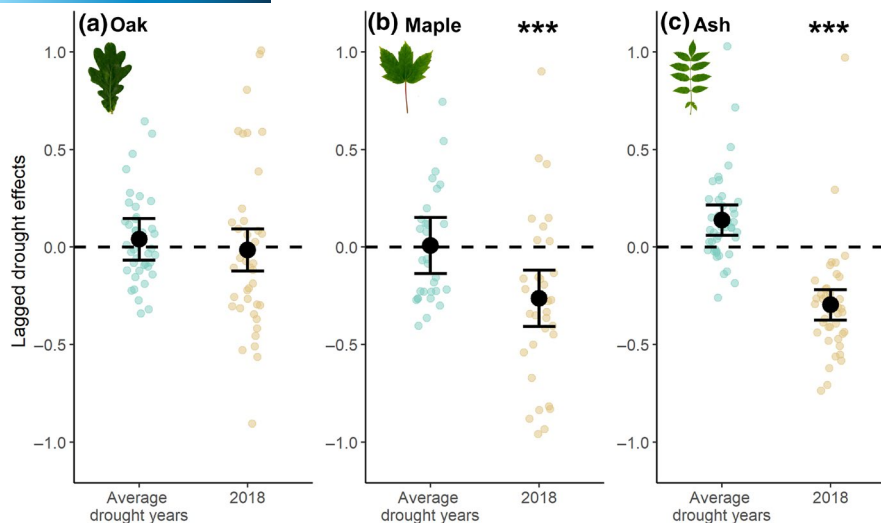 (a) Oak
(b) Maple
***
(c) Ash
***
Lagged drought effects
1.0
0.5
0.0
−0.5
−1.0
1.0
0.5
0.0
−0.5
−1.0
1.0
0.5
0.0
−0.5
−1.0
Average
drought years
2018
Average
drought years
2018
Average
drought years
2018